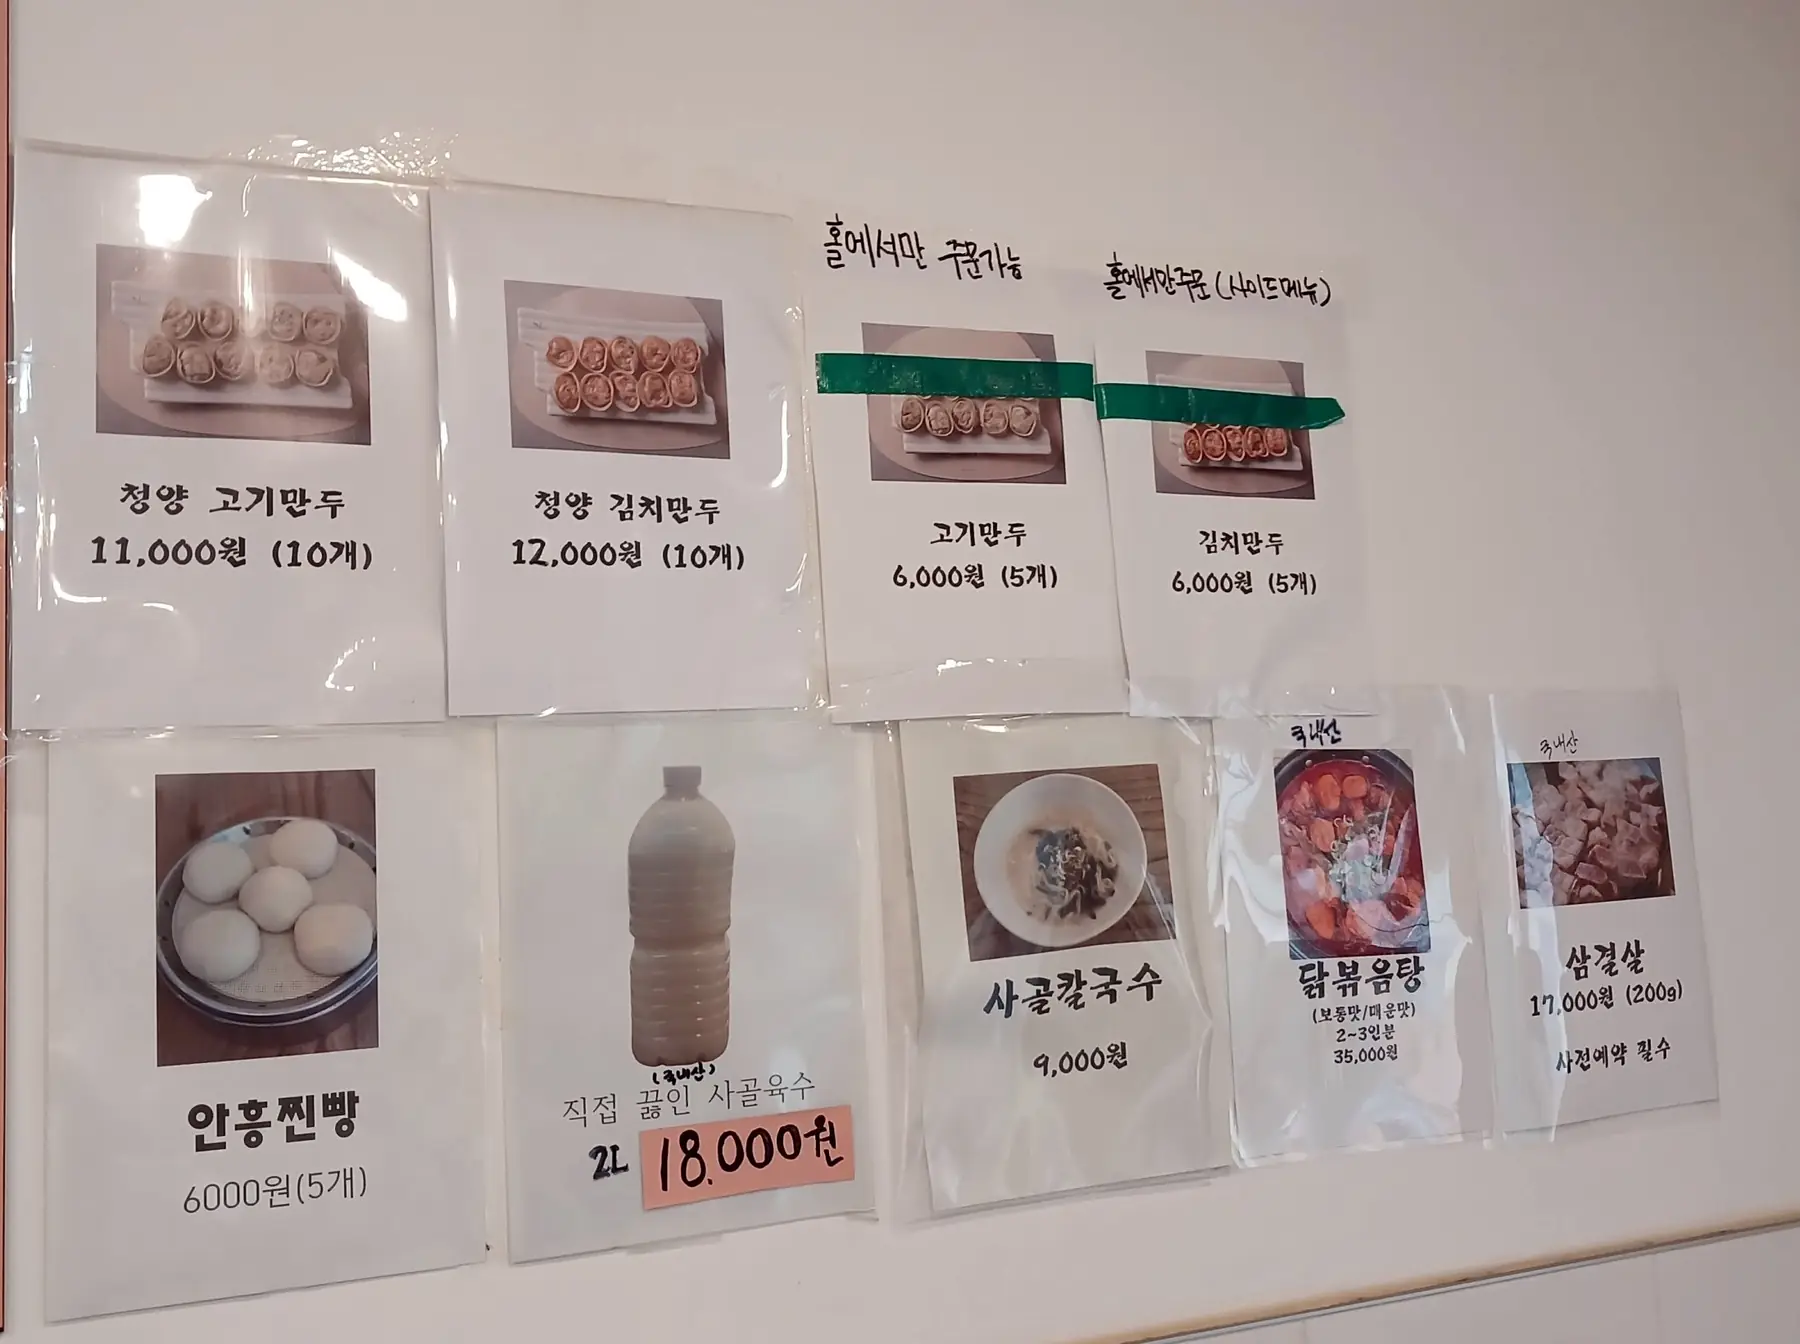 홀에서만 주문가능
홀에서만주문(사이드메뉴)
청양 고기만두
11,000원 (10개)
청양 김치만두
12,000원 (10개)
고기만두
6,000원 (5개)
김치만두
6,000원 (5개)
안흥찐빵
6000원(5개)
(국내산)
직접 끓인 사골육수
2L 18.000원
사골칼국수
9,000원
국내산
닭볶음탕
(보통맛/매운맛)
2~3인분
35,000원
국내산
삼결살
17,000원 (200g)
사전예약 필수